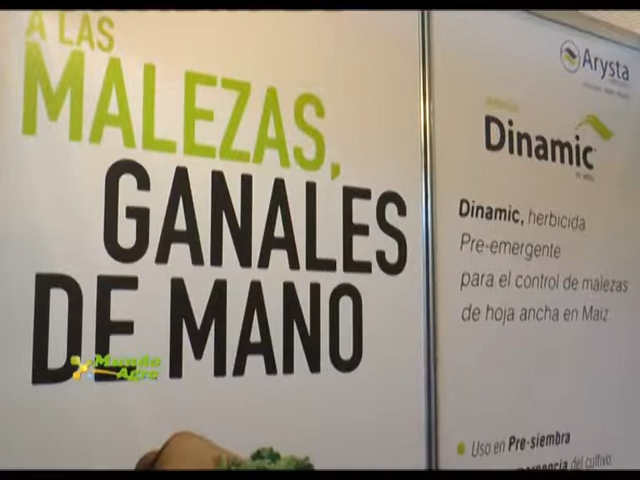 A LAS
MALEZAS,
GANALES
DE MANO
Mundo
Agro
Arysta
Dinamic
Dinamic, herbicida
Pre-emergente
para el control de malezas
de hoja ancha en Maíz.
Uso en Pre-siembra
del cultivo